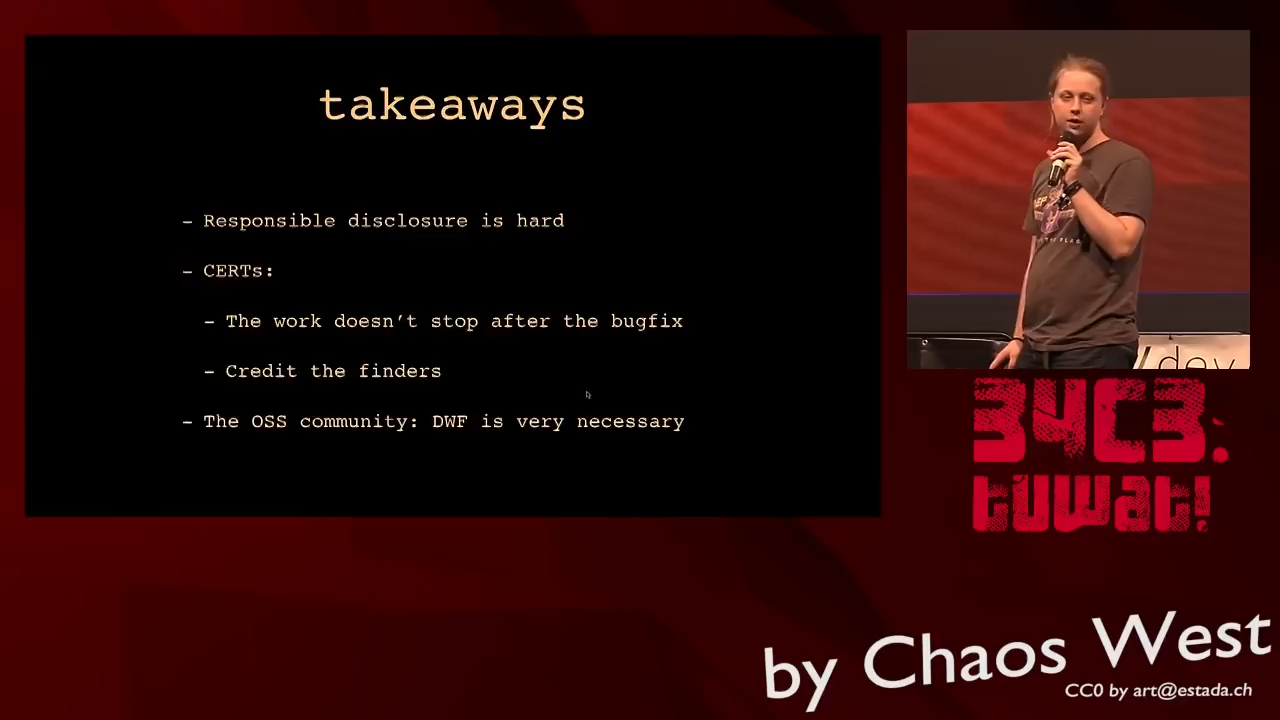 takeaways
- Responsible disclosure is hard
- CERTs:
- The work doesn’t stop after the bugfix
- Credit the finders
- The OSS community: DWF is very necessary
/dev
34C3:
tuwat!
by Chaos West
CC0 by art@estada.ch